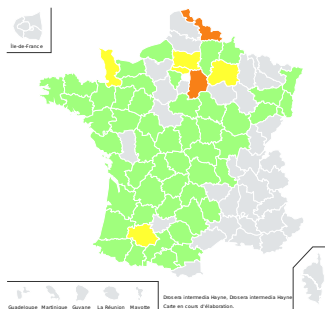 Île-de-France
Guadeloupe Martinique Guyane La Réunion Mayotte
Drosera intermedia Hayne, Drosera intermedia Hayne
Carte en cours d'élaboration.